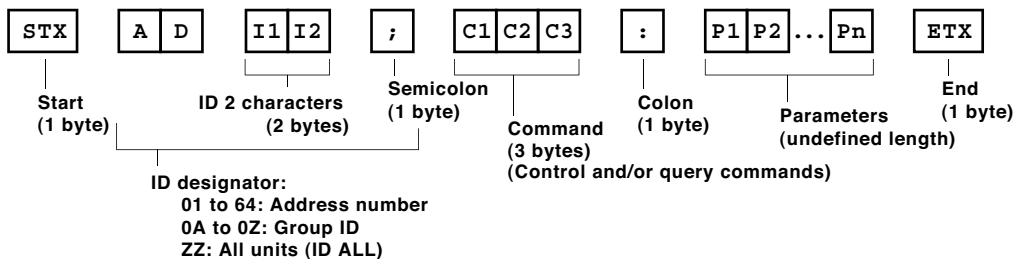 STX A D I1 I2 ; C1 C2 C3 : P1 P2 ... Pn ETX
Start
(1 byte)
ID 2 characters
(2 bytes)
Semicolon
(1 byte)
Command
(3 bytes)
(Control and/or query commands)
Colon
(1 byte)
Parameters
(undefined length)
End
(1 byte)
ID designator:
01 to 64: Address number
0A to 0Z: Group ID
ZZ: All units (ID ALL)